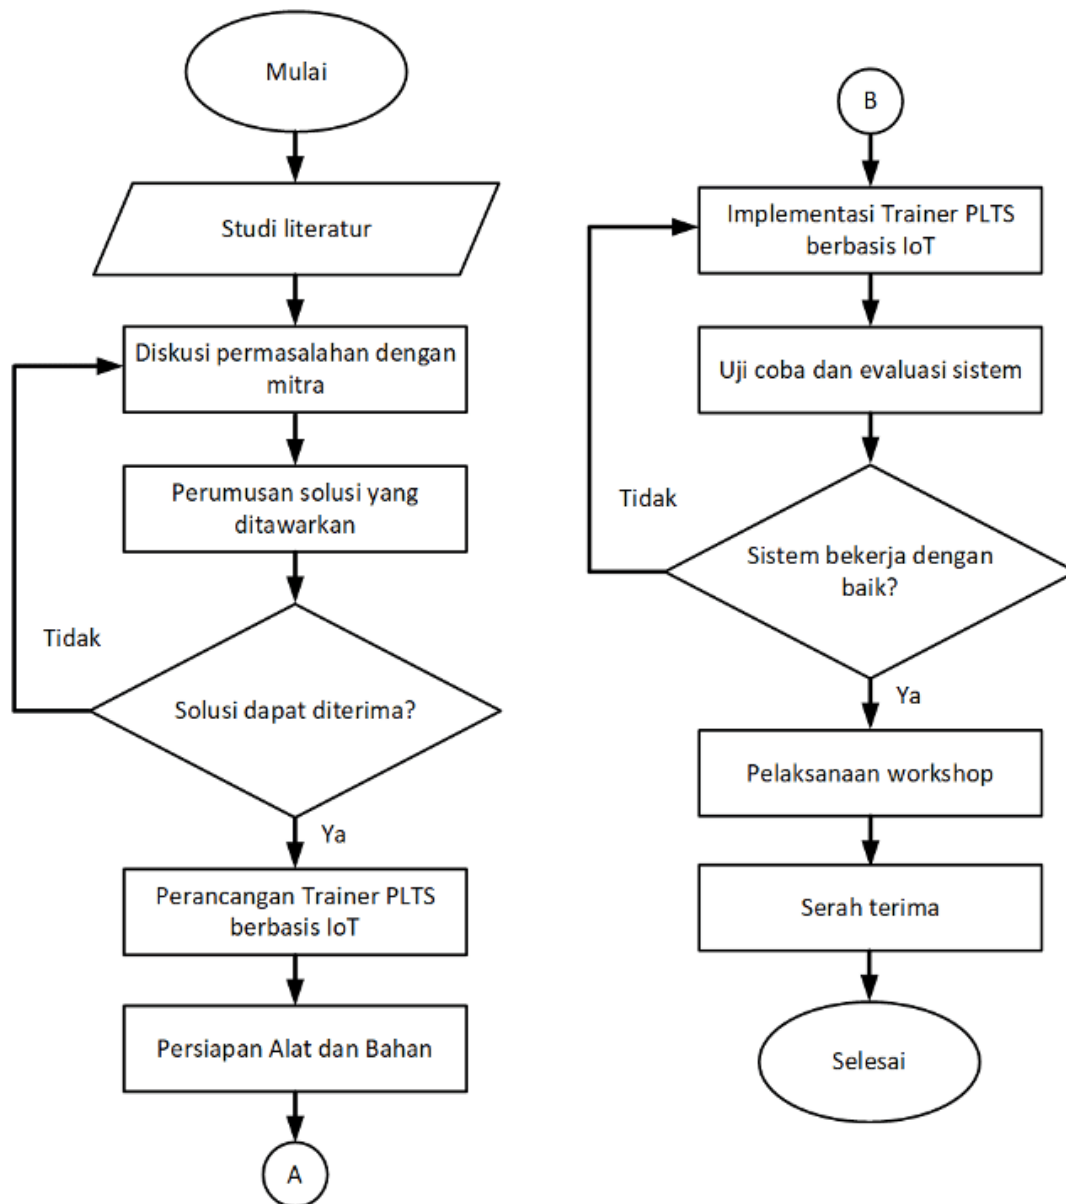 Mulai
Studi literatur
Diskusi permasalahan dengan
mitra
Perumusan solusi yang
ditawarkan
Tidak
Solusi dapat diterima?
Ya
Perancangan Trainer PLTS
berbasis IoT
Persiapan Alat dan Bahan
A
B
Implementasi Trainer PLTS
berbasis IoT
Uji coba dan evaluasi sistem
Tidak
Sistem bekerja dengan
baik?
Ya
Pelaksanaan workshop
Serah terima
Selesai